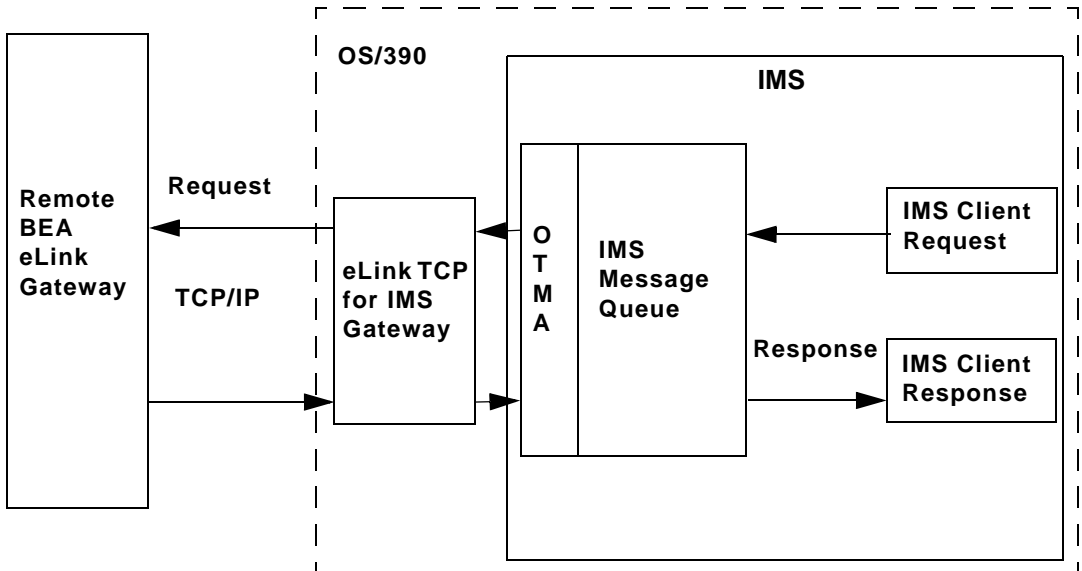 OS/390
IMS
Remote
BEA
eLink
Gateway
Request
TCP/IP
eLink TCP
for IMS
Gateway
O
T
M
A
IMS
Message
Queue
IMS Client
Request
Response
IMS Client
Response